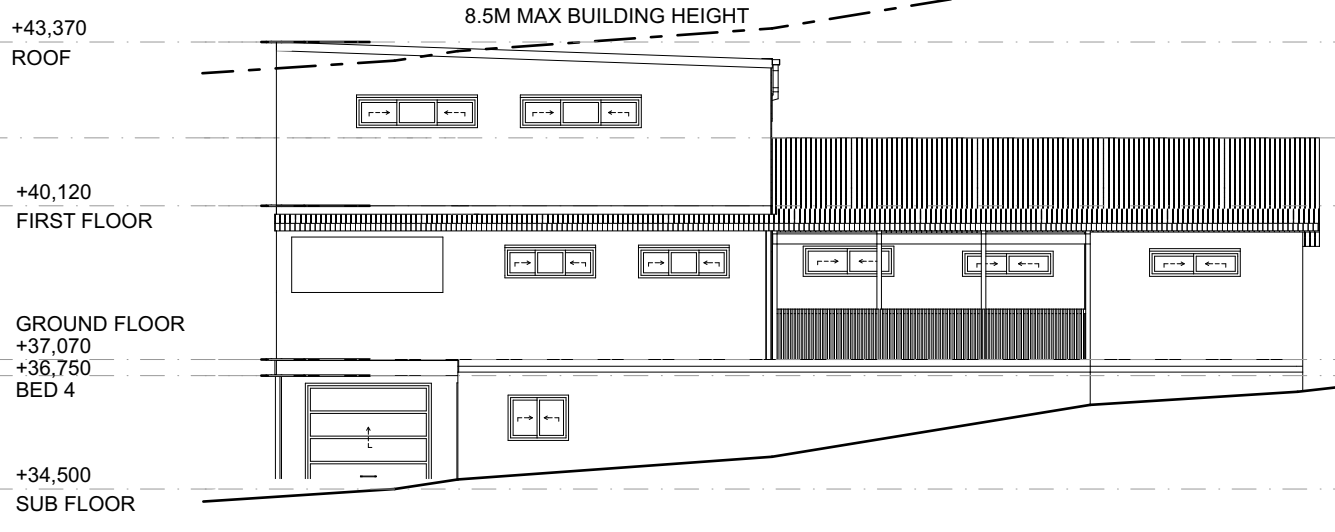 8.5M MAX BUILDING HEIGHT
+43,370
ROOF
+40,120
FIRST FLOOR
GROUND FLOOR
+37,070
+36,750
BED 4
+34,500
SUB FLOOR